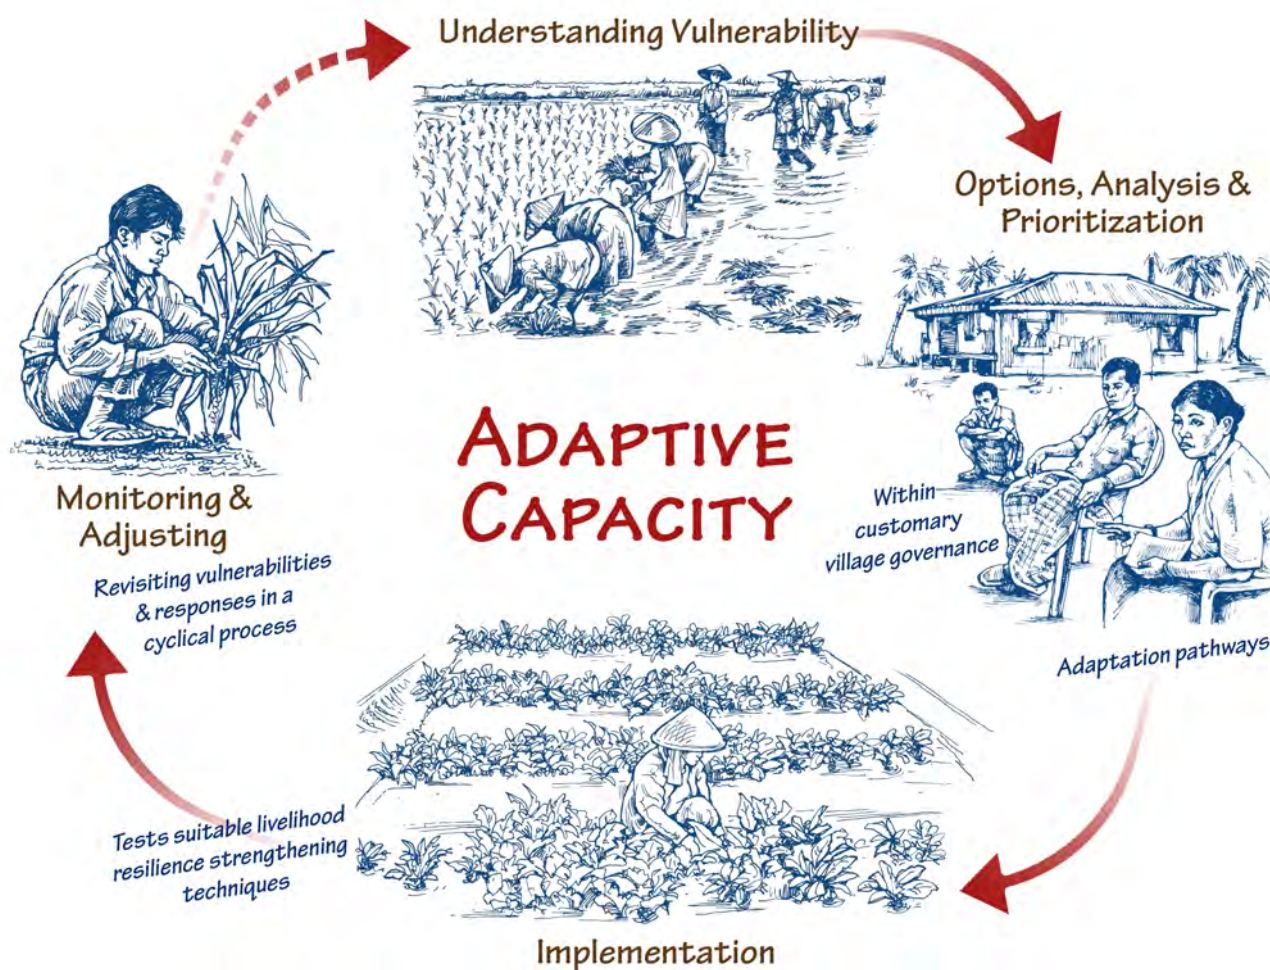 Understanding Vulnerability
Options, Analysis &
Prioritization
Within
customary
village governance
Adaptation pathways
ADAPTIVE
CAPACITY
Implementation
Tests suitable livelihood
resilience strengthening
techniques
Monitoring &
Adjusting
Revisiting vulnerabilities
& responses in a
cyclical process